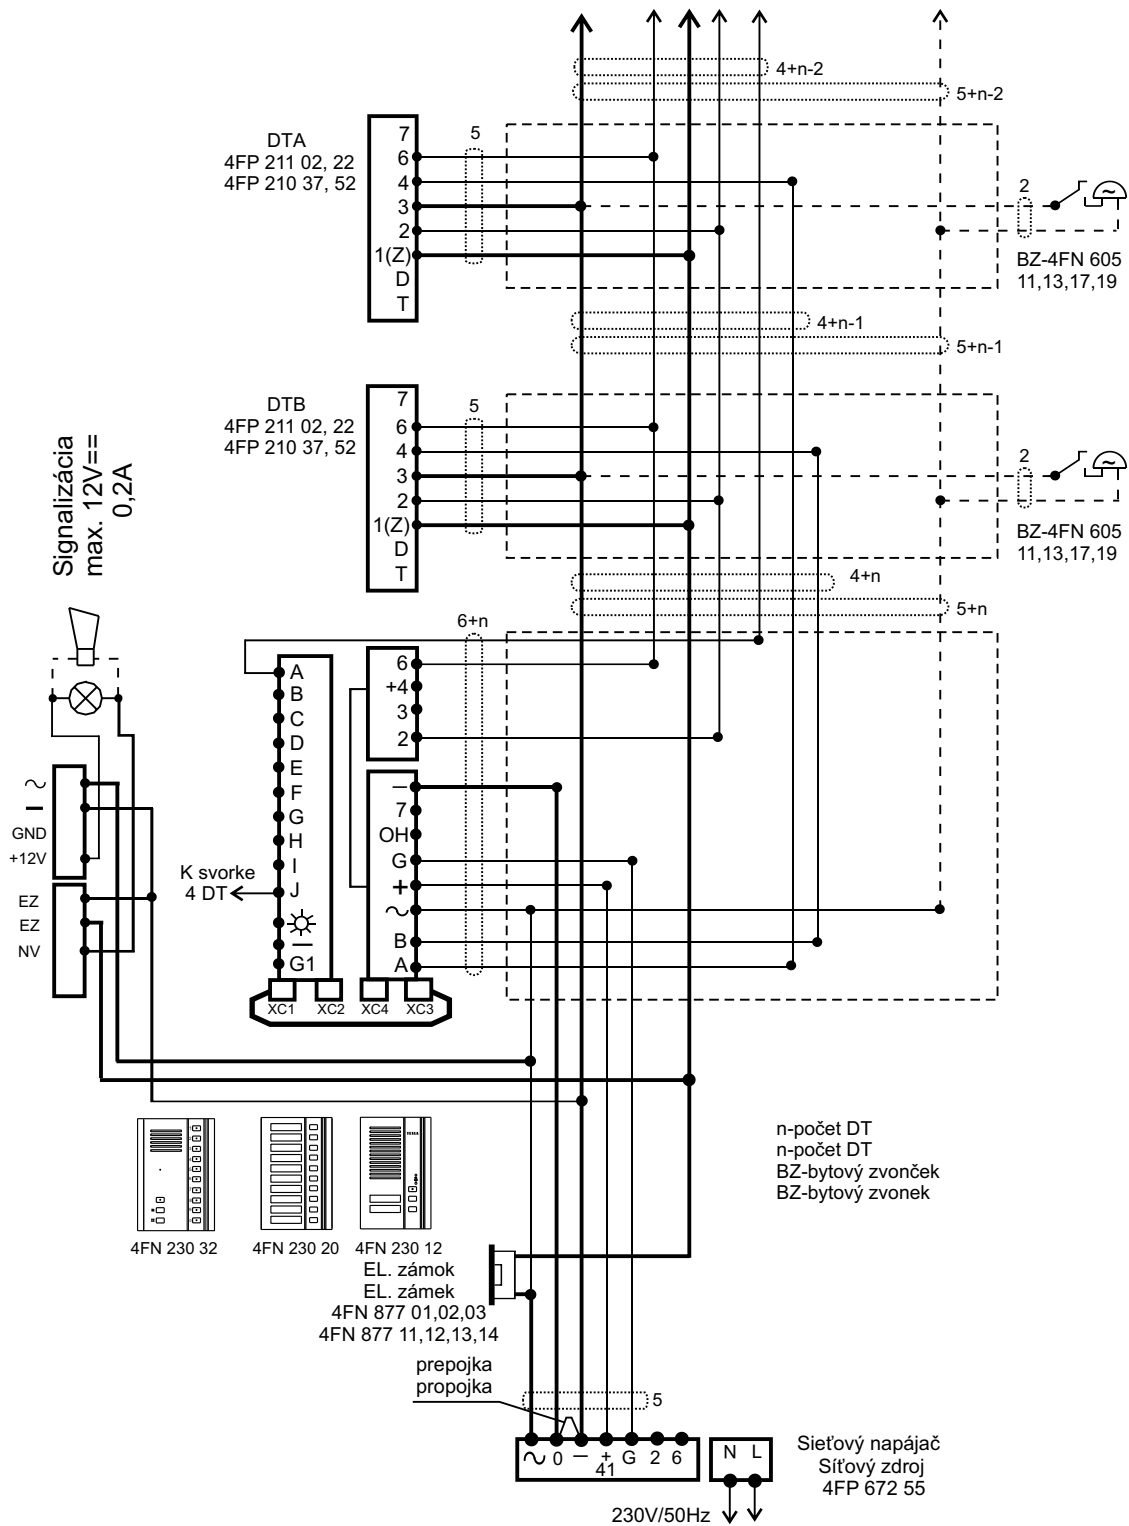 4+n-2
5+n-2
DTA
4FP 211 02, 22
4FP 210 37, 52
7
6
4
3
2
1(Z)
D
T
5
2
BZ-4FN 605
11,13,17,19
4+n-1
5+n-1
DTB
4FP 211 02, 22
4FP 210 37, 52
7
6
4
3
2
1(Z)
D
T
5
2
BZ-4FN 605
11,13,17,19
4+n
5+n
Signalizácia
max. 12V==
0,2A
6+n
A
B
C
D
E
F
G
H
I
J
—
G1
K svorke
4 DT
6
+4
3
2
—
7
OH
G
+
~
B
A
XC1
XC2
XC4
XC3
~
–
GND
+12V
EZ
EZ
NV
4FN 230 32
4FN 230 20
4FN 230 12
n-počet DT
n-počet DT
BZ-bytový zvonček
BZ-bytový zvonek
EL. zámok
EL. zámek
4FN 877 01,02,03
4FN 877 11,12,13,14
prepojka
propojka
5
~ 0 — + G 2 6
41
N L
230V/50Hz
Sieťový napájač
Síťový zdroj
4FP 672 55